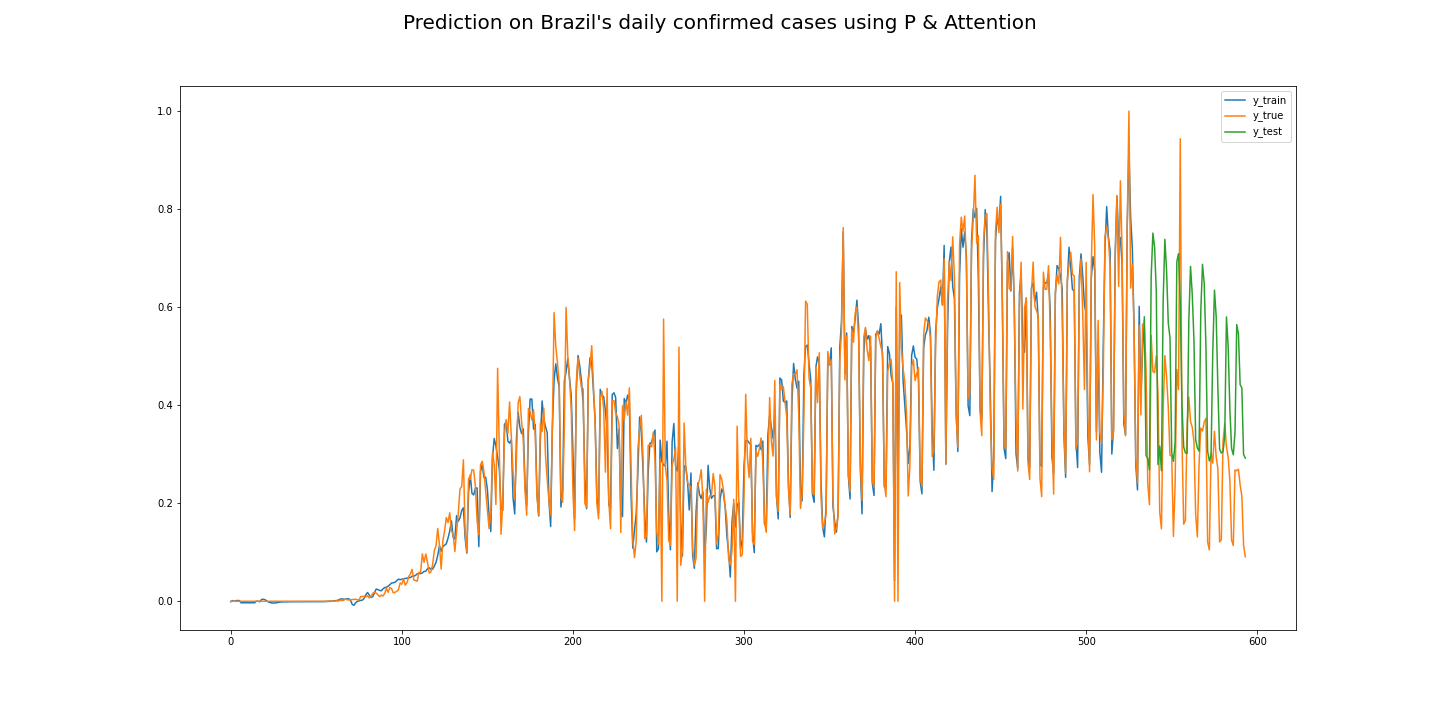 Prediction on Brazil's daily confirmed cases using P & Attention
y_train
y_true
y_test
1.0
0.8
0.6
0.4
0.2
0.0
0 100 200 300 400 500 600